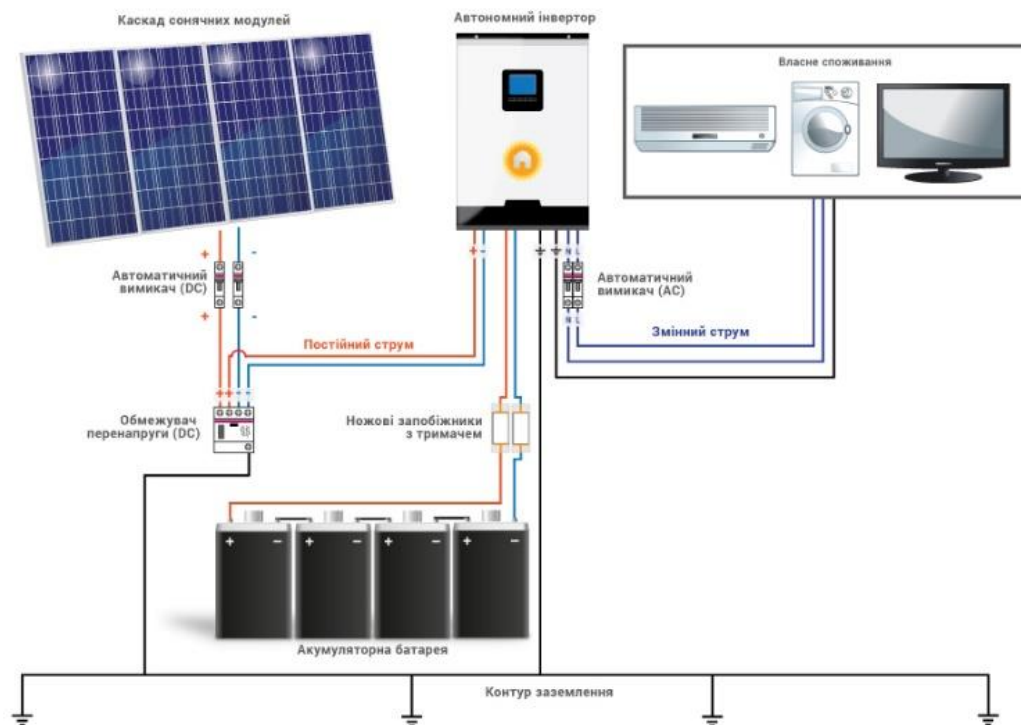 Каскад сонячних модулей
Автономний інвертор
Власне споживання
+ -
Автоматичний
вимикач (DC)
+ -
+ -
N L
Автоматичний
вимикач (AC)
N L
Постійний струм
Змінний струм
+ + - -
Обмежувач
перенапруги (DC)
Ножові запобіжники
з тримачем
+ - + - + - + -
Акумуляторна батарея
Контур заземлення